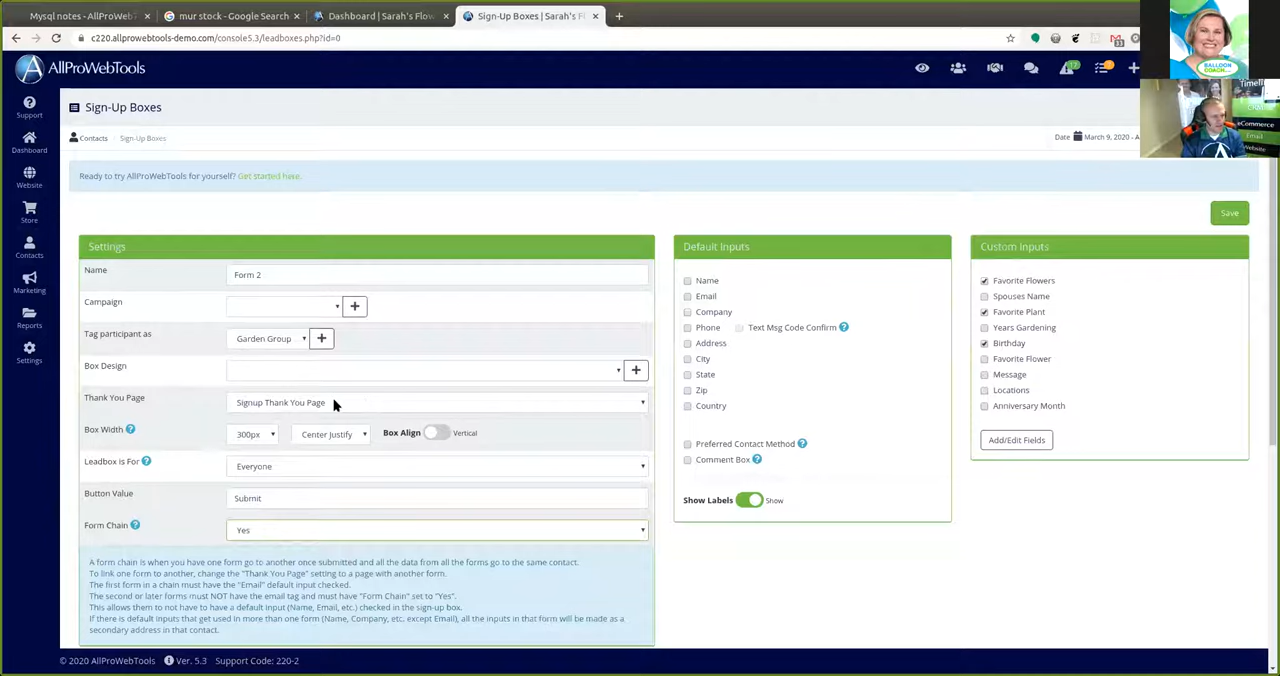 Mysql notes - AllProWebT
mur stock - Google Search
Dashboard | Sarah's Flow
Sign-Up Boxes | Sarah's Fl
c220.allprowebtools-demo.com/console5.3/leadboxes.php?id=0
BALLOON
COACH
AllProWebTools
Timeli
eCommerce
Email
Website
Support
Dashboard
Website
Store
Contacts
Marketing
Reports
Settings
Sign-Up Boxes
Contacts / Sign-Up Boxes
Date March 9, 2020 - A
Ready to try AllProWebTools for yourself? Get started here.
Save
Settings
Name
Form 2
Campaign
Tag participant as
Garden Group
Box Design
Thank You Page
Signup Thank You Page
Box Width
300px
Center Justify
Box Align
Vertical
Leadbox is For
Everyone
Button Value
Submit
Form Chain
Yes
A form chain is when you have one form go to another once submitted and all the data from all the forms go to the same contact.
To link one form to another, change the "Thank You Page" setting to a page with another form.
The first form in a chain must have the "Email" default input checked.
The second or later forms must NOT have the email tag and must have "Form Chain" set to "Yes".
This allows them to not have to have a default input (Name, Email, etc.) checked in the sign-up box.
If there is default inputs that get used in more than one form (Name, Company, etc. except Email), all the inputs in that form will be made as a
secondary address in that contact.
Default Inputs
Name
Email
Company
Phone
Text Msg Code Confirm
Address
City
State
Zip
Country
Preferred Contact Method
Comment Box
Show Labels
Show
Custom Inputs
Favorite Flowers
Spouses Name
Favorite Plant
Years Gardening
Birthday
Favorite Flower
Message
Locations
Anniversary Month
Add/Edit Fields
© 2020 AllProWebTools
Ver. 5.3
Support Code: 220-2